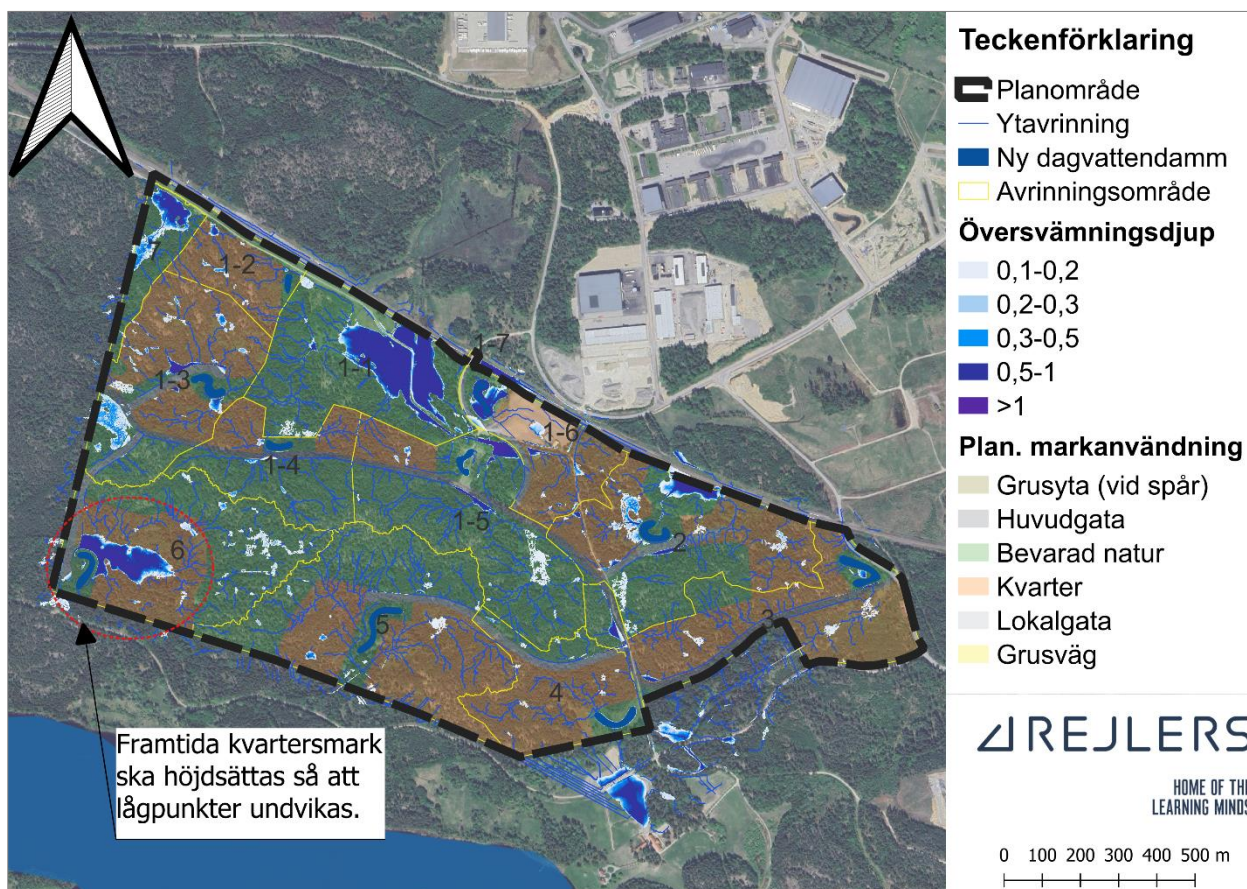 Teckenförklaring
Planområde
Ytavrinning
Ny dagvattendamm
Avrinningsområde
Översvämningsdjup
0,1-0,2
0,2-0,3
0,3-0,5
0,5-1
>1
Plan. markanvändning
Grusyta (vid spår)
Huvudgata
Bevarad natur
Kvarter
Lokalgata
Grusväg
REJLERS
HOME OF THE
LEARNING MINDS
0 100 200 300 400 500 m
7
1-2
1-1
1-7
1-3
1-6
1-4
1-5
2
6
3
5
4
Framtida kvartersmark
ska höjdsättas så att
lågpunkter undvikas.